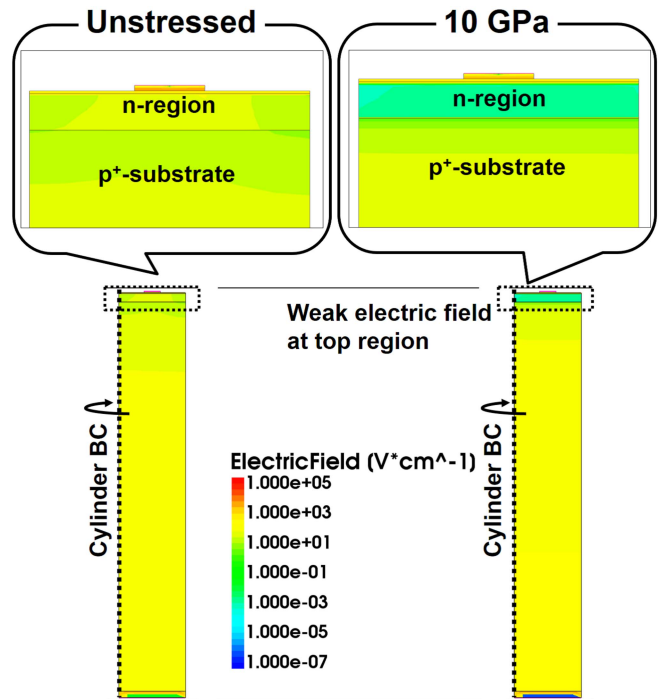 Unstressed
10 GPa
n-region
p+-substrate
n-region
p+-substrate
Weak electric field
at top region
Cylinder BC
Cylinder BC
ElectricField (V*cm^-1)
1.000e+05
1.000e+03
1.000e+01
1.000e-01
1.000e-03
1.000e-05
1.000e-07